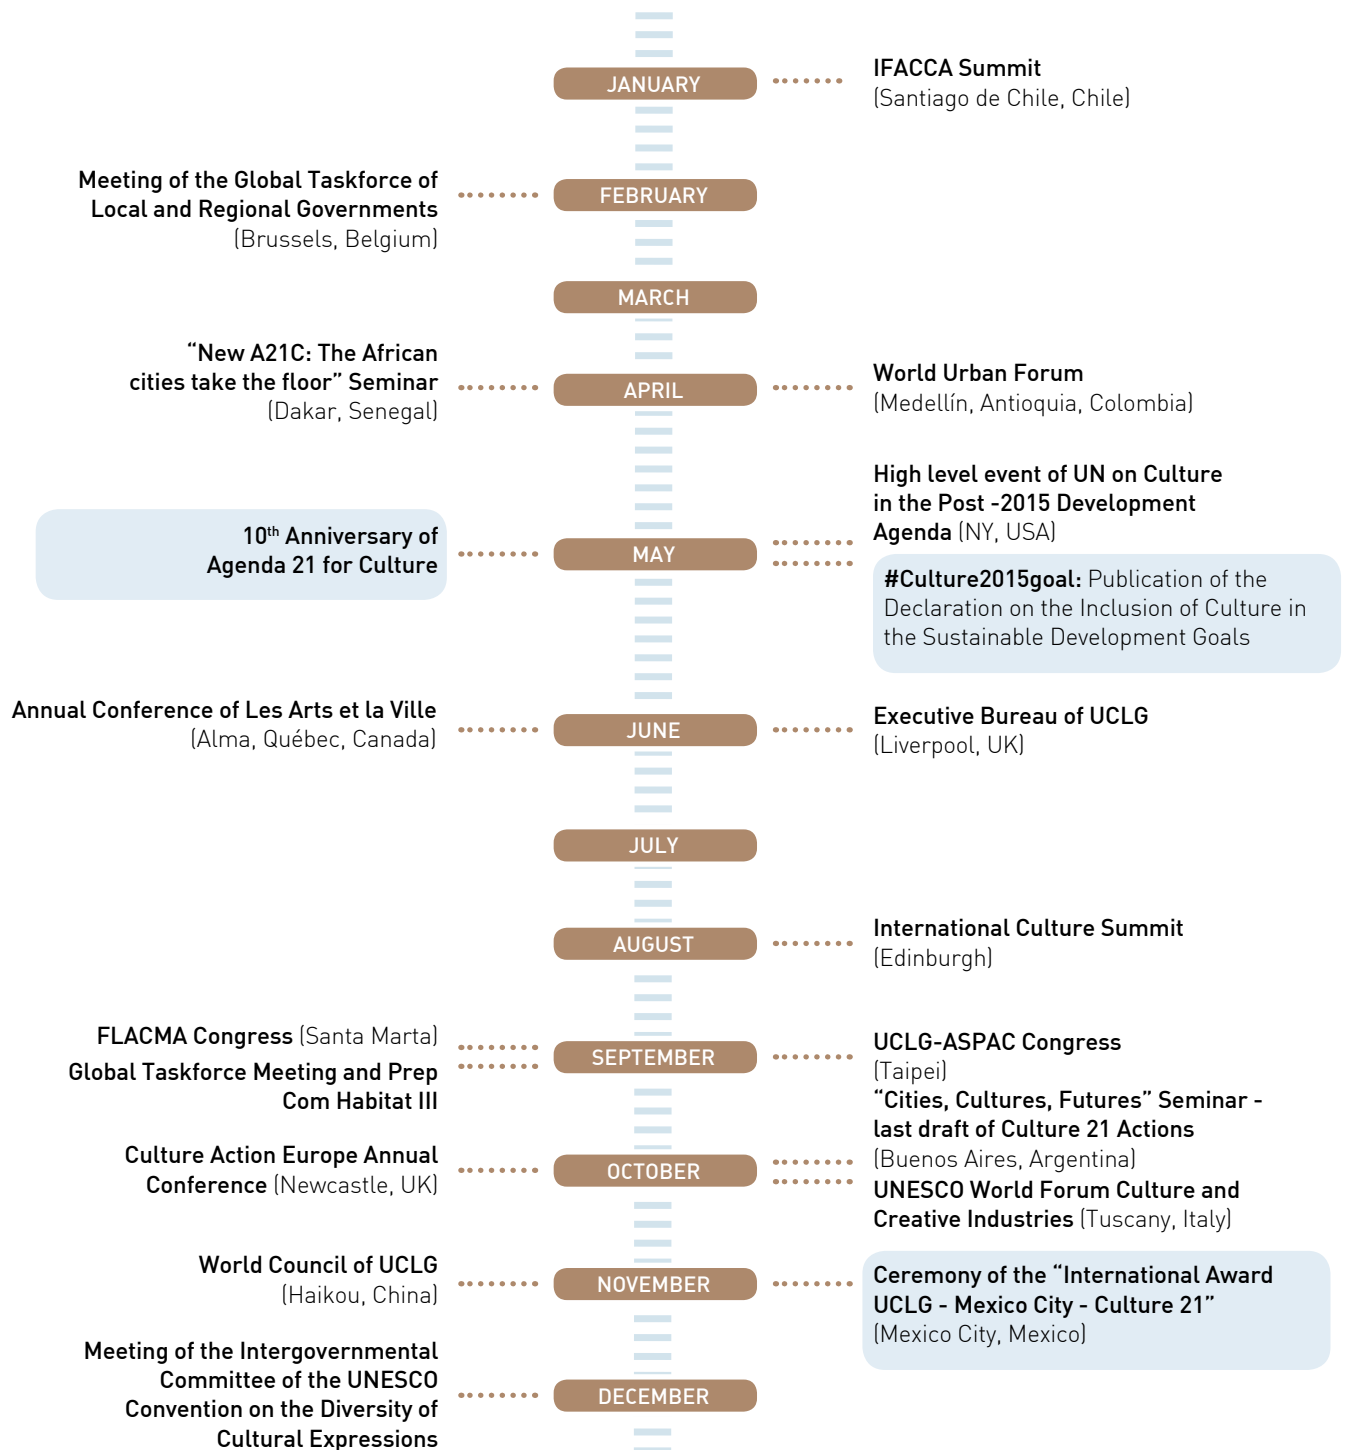 JANUARY
IFACCA Summit
(Santiago de Chile, Chile)
Meeting of the Global Taskforce of
Local and Regional Governments
(Brussels, Belgium)
FEBRUARY
MARCH
“New A21C: The African
cities take the floor” Seminar
(Dakar, Senegal)
APRIL
World Urban Forum
(Medellín, Antioquia, Colombia)
10th Anniversary of
Agenda 21 for Culture
MAY
High level event of UN on Culture
in the Post -2015 Development
Agenda (NY, USA)
#Culture2015goal: Publication of the
Declaration on the Inclusion of Culture in
the Sustainable Development Goals
Annual Conference of Les Arts et la Ville
(Alma, Québec, Canada)
JUNE
Executive Bureau of UCLG
(Liverpool, UK)
JULY
AUGUST
International Culture Summit
(Edinburgh)
FLACMA Congress (Santa Marta)
Global Taskforce Meeting and Prep
Com Habitat III
SEPTEMBER
UCLG-ASPAC Congress
(Taipei)
Culture Action Europe Annual
Conference (Newcastle, UK)
OCTOBER
“Cities, Cultures, Futures” Seminar -
last draft of Culture 21 Actions
(Buenos Aires, Argentina)
UNESCO World Forum Culture and
Creative Industries (Tuscany, Italy)
World Council of UCLG
(Haikou, China)
NOVEMBER
Ceremony of the “International Award
UCLG - Mexico City - Culture 21”
(Mexico City, Mexico)
Meeting of the Intergovernmental
Committee of the UNESCO
Convention on the Diversity of
Cultural Expressions
DECEMBER